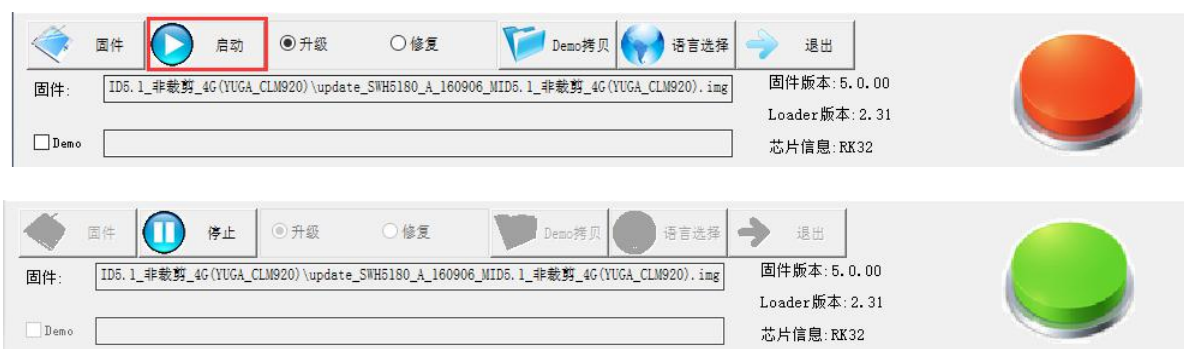 固件 启动 升级 修复 Demo拷贝 语言选择 退出
固件: ID5.1_非裁剪_4G(YUGA_CLM920)\update_SWH5180_A_160906_MID5.1_非裁剪_4G(YUGA_CLM920).img 固件版本:5.0.00
Loader版本:2.31
Demo 芯片信息:RK32
固件 停止 升级 修复 Demo拷贝 语言选择 退出
固件: ID5.1_非裁剪_4G(YUGA_CLM920)\update_SWH5180_A_160906_MID5.1_非裁剪_4G(YUGA_CLM920).img 固件版本:5.0.00
Loader版本:2.31
Demo 芯片信息:RK32